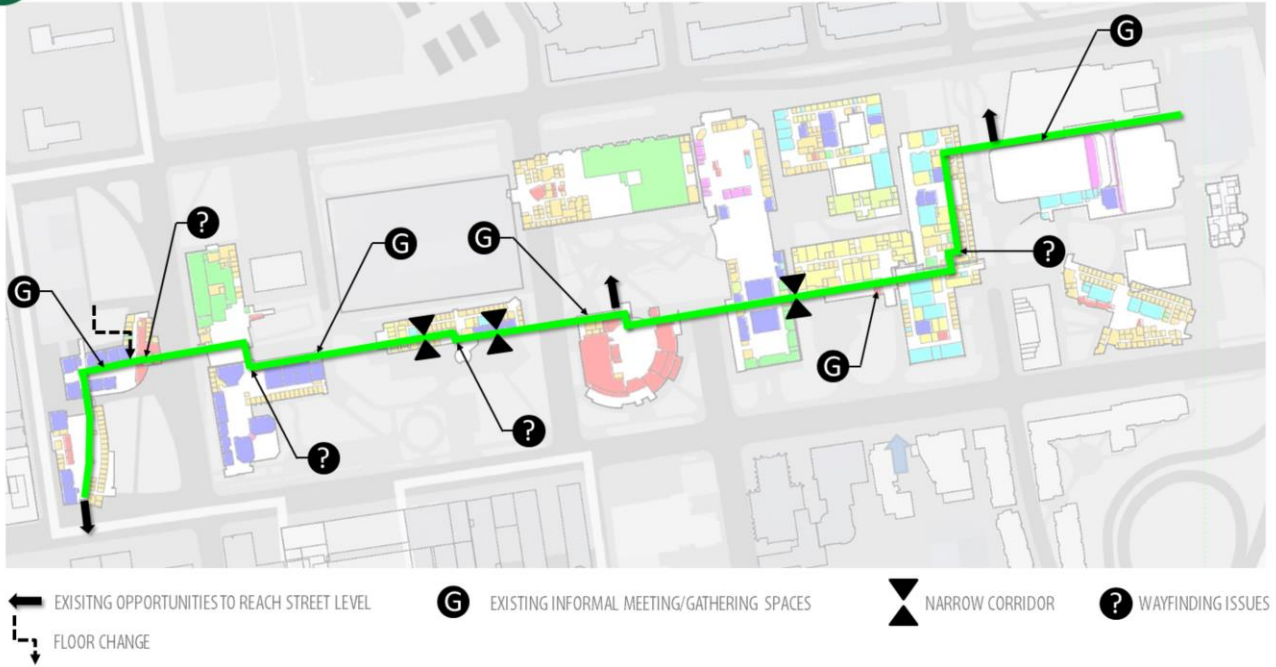 G
?
G
?
G
G
?
G
?
?
G
EXISITNG OPPORTUNITIES TO REACH STREET LEVEL
G EXISTING INFORMAL MEETING/GATHERING SPACES
NARROW CORRIDOR
? WAYFINDING ISSUES
FLOOR CHANGE